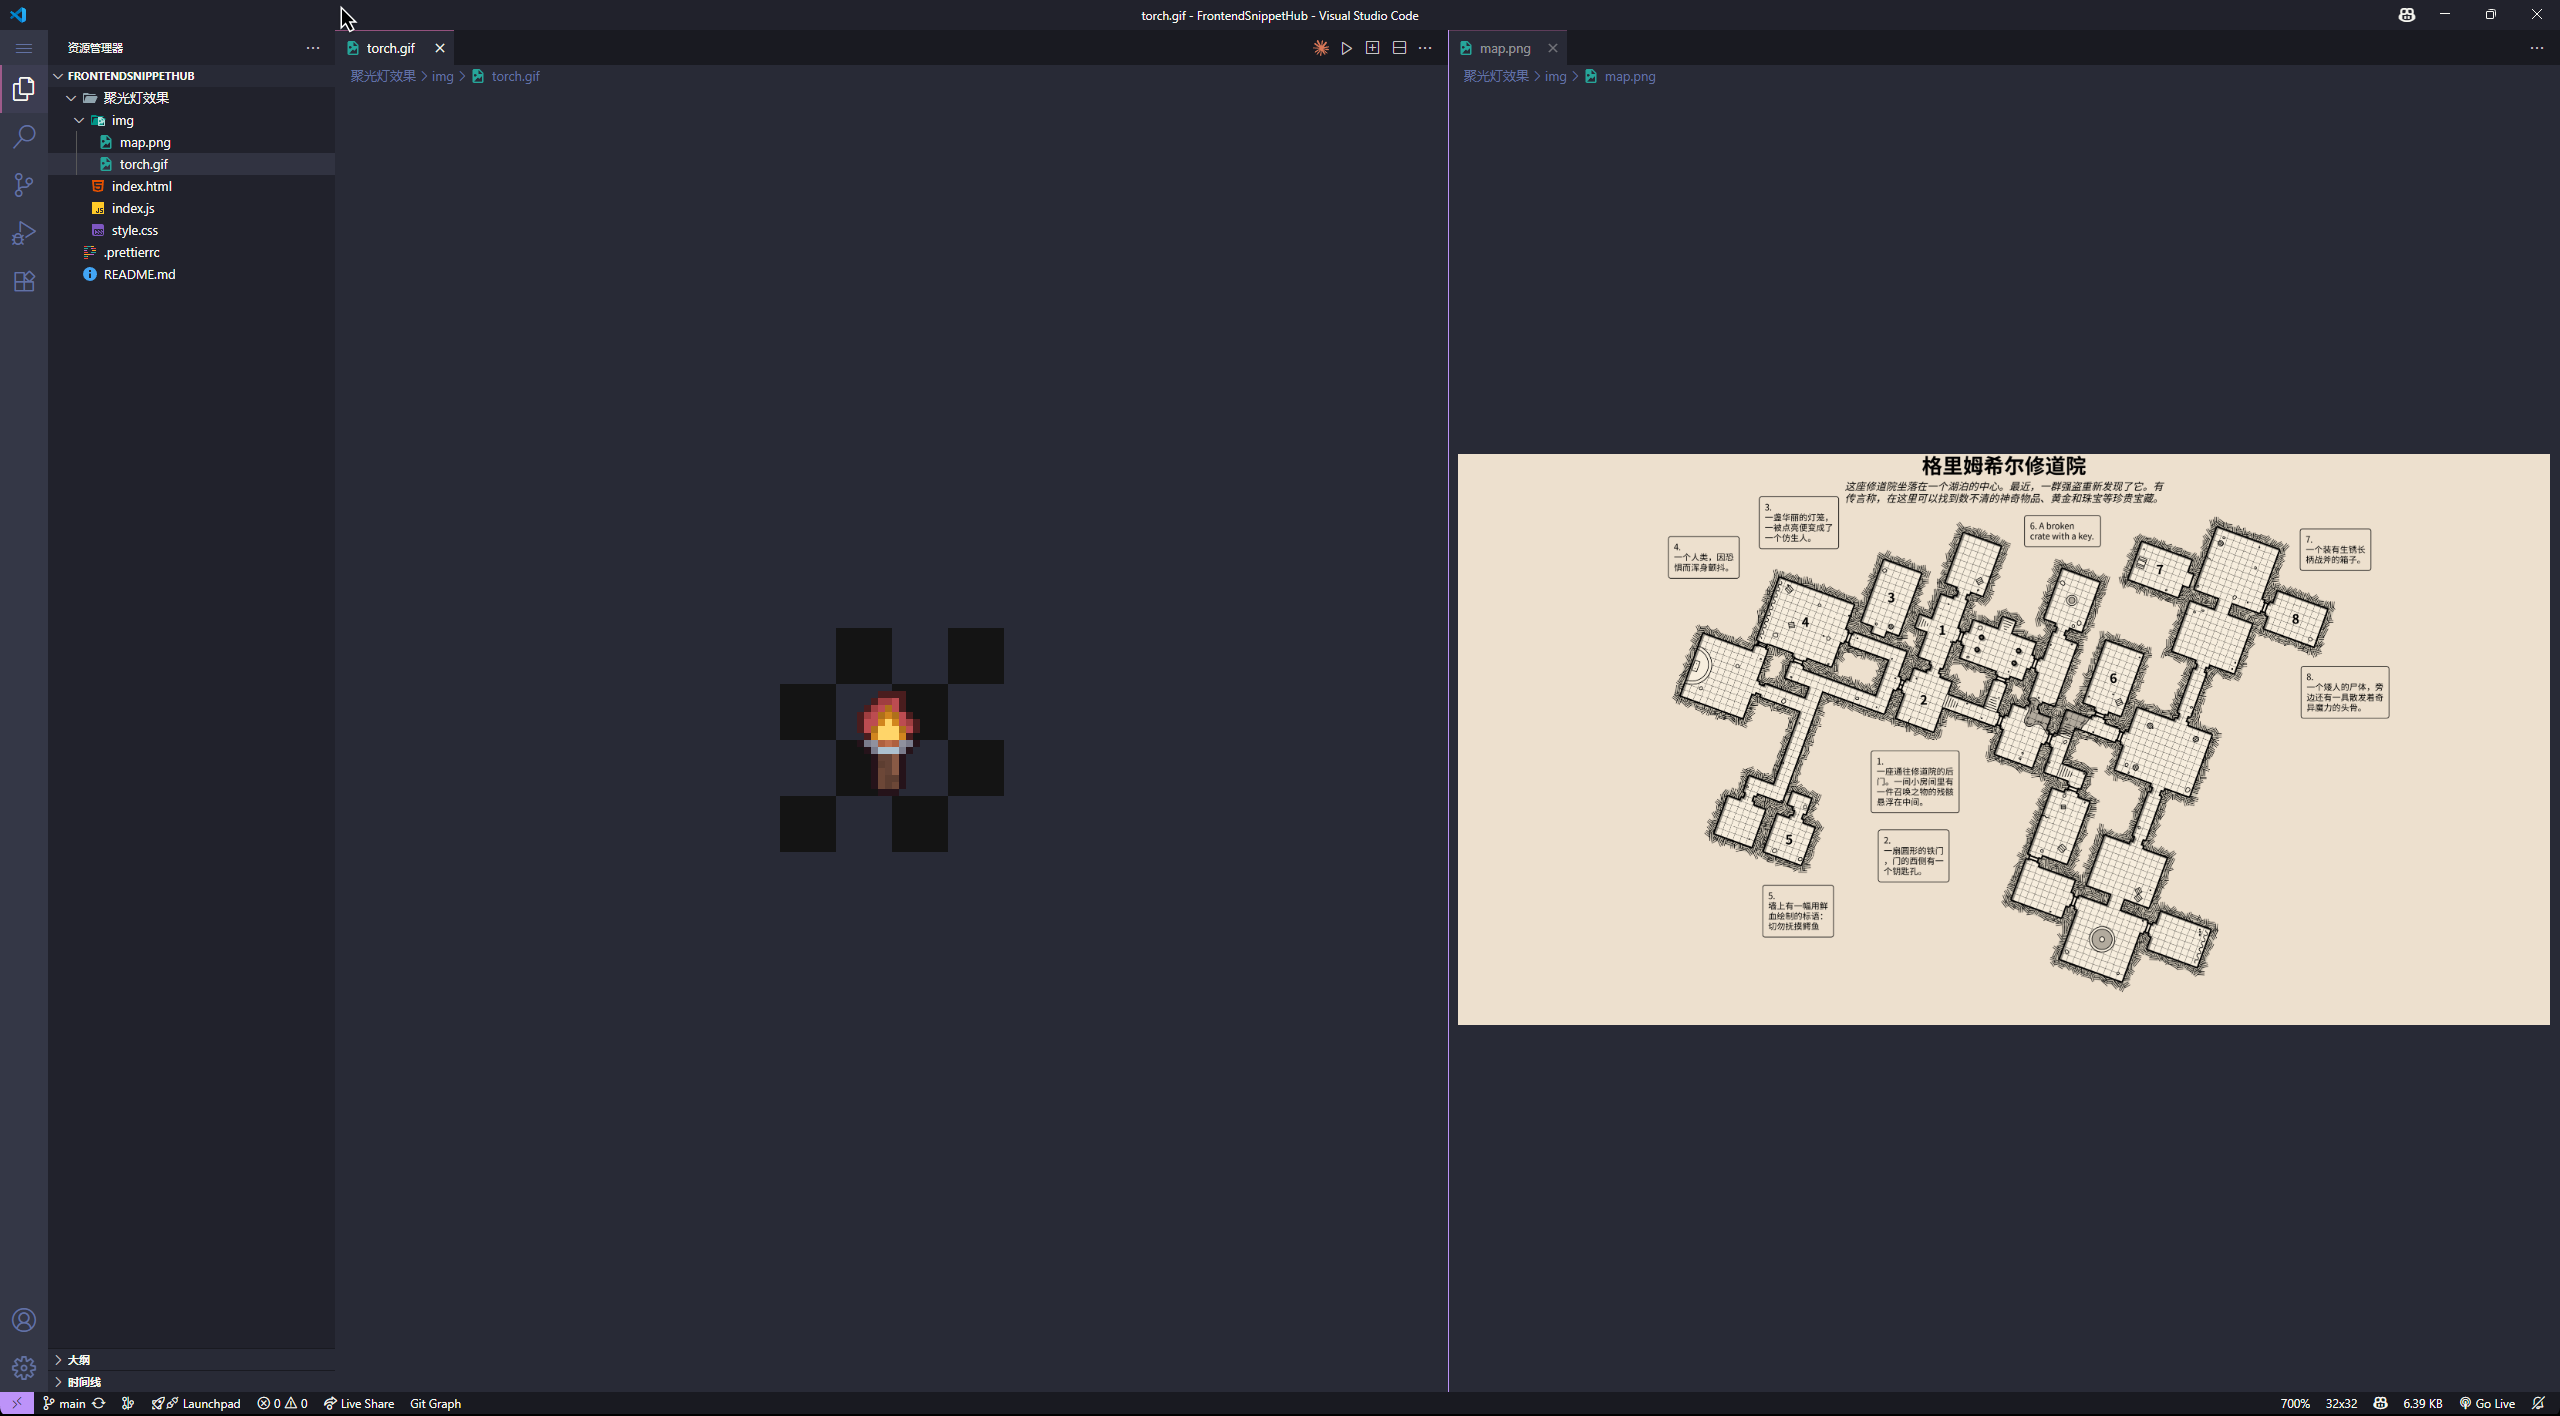 torch.gif - FrontendSnippetHub - Visual Studio Code
资源管理器
FRONTENDSNIPPETHUB
聚光灯效果
img
map.png
torch.gif
index.html
index.js
style.css
.prettierrc
README.md
大纲
时间线
torch.gif
聚光灯效果 > img > torch.gif
map.png
聚光灯效果 > img > map.png
格里姆希尔修道院
这座修道院坐落在一个湖泊的中心。最近，一群强盗重新发现了它。有
传言称，在这里可以找到数不清的神奇物品、黄金和珠宝等珍贵宝藏。
3.
一盏华丽的灯笼，
一被点亮便变成了
一个仿生人。
4.
一个人类，因恐
惧而浑身颤抖。
6. A broken
crate with a key.
7.
一个装有生锈长
柄战斧的箱子。
8.
一个矮人的尸体，旁
边还有一具散发着奇
异魔力的头骨。
1.
一座通往修道院的后
门。一间小房间里有
一件召唤之物的残骸
悬浮在中间。
2.
一扇圆形的铁门
，门的西侧有一
个钥匙孔。
5.
墙上有一幅用鲜
血绘制的标语：
切勿抚摸鳄鱼
1
2
3
4
5
6
7
8
main
Launchpad
0
0
Live Share
Git Graph
700%
32x32
6.39 KB
Go Live